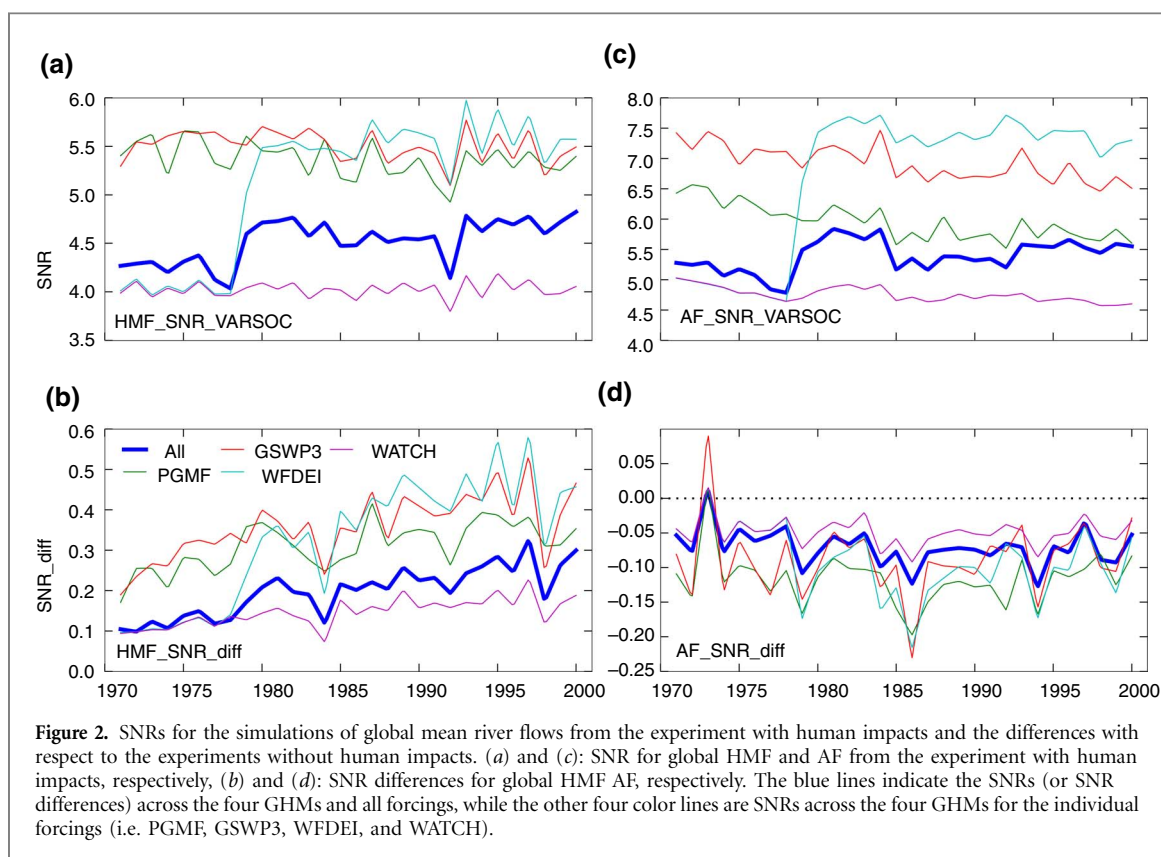 (a)
6.0
5.5
5.0
4.5
4.0
3.5
SNR
HMF_SNR_VARSOC
(c)
8.0
7.5
7.0
6.5
6.0
5.5
5.0
4.5
4.0
AF_SNR_VARSOC
(b)
0.6
0.5
0.4
0.3
0.2
0.1
0.0
SNR_diff
All GSWP3 WATCH
PGMF WFDEI
HMF_SNR_diff
1970 1975 1980 1985 1990 1995 2000
(d)
0.05
0.00
−0.05
−0.10
−0.15
−0.20
−0.25
AF_SNR_diff
1970 1975 1980 1985 1990 1995 2000
Figure 2. SNRs for the simulations of global mean river flows from the experiment with human impacts and the differences with
respect to the experiments without human impacts. (a) and (c): SNR for global HMF and AF from the experiment with human
impacts, respectively, (b) and (d): SNR differences for global HMF AF, respectively. The blue lines indicate the SNRs (or SNR
differences) across the four GHMs and all forcings, while the other four color lines are SNRs across the four GHMs for the individual
forcings (i.e. PGMF, GSWP3, WFDEI, and WATCH).